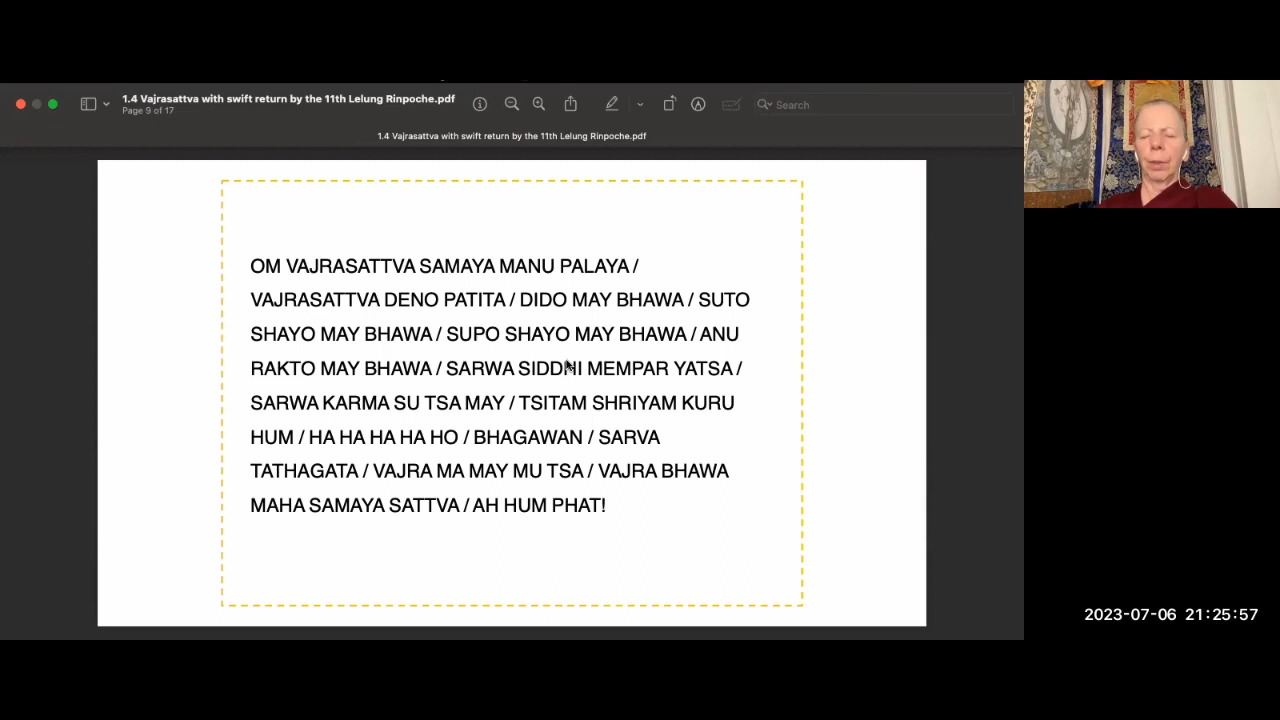 1.4 Vajrasattva with swift return by the 11th Lelung Rinpoche.pdf
Page 9 of 17
Search
1.4 Vajrasattva with swift return by the 11th Lelung Rinpoche.pdf
OM VAJRASATTVA SAMAYA MANU PALAYA /
VAJRASATTVA DENO PATITA / DIDO MAY BHAWA / SUTO
SHAYO MAY BHAWA / SUPO SHAYO MAY BHAWA / ANU
RAKTO MAY BHAWA / SARWA SIDDHI MEMPAR YATSA /
SARWA KARMA SU TSA MAY / TSITAM SHRIYAM KURU
HUM / HA HA HA HA HO / BHAGAWAN / SARVA
TATHAGATA / VAJRA MA MAY MU TSA / VAJRA BHAWA
MAHA SAMAYA SATTVA / AH HUM PHAT!
2023-07-06 21:25:57